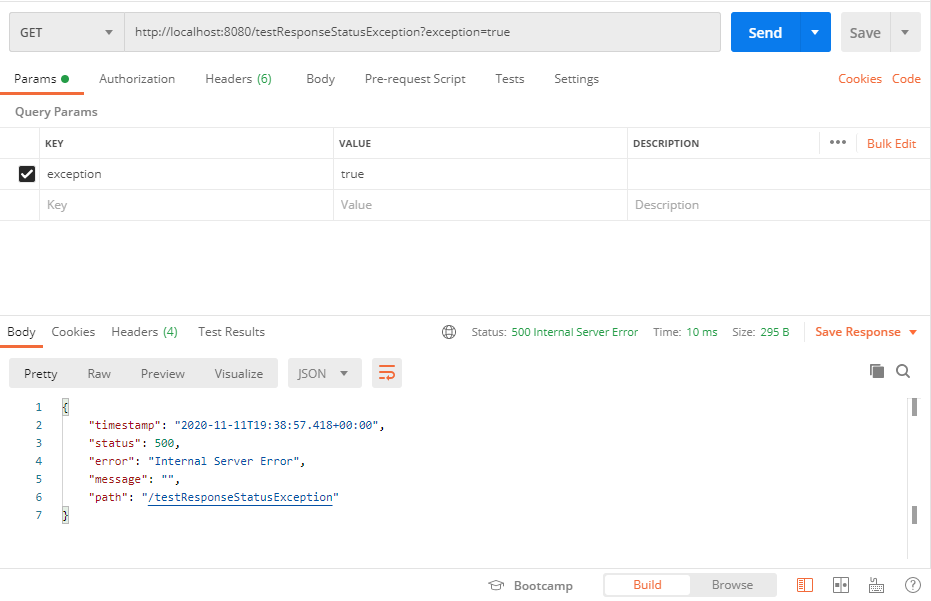 GET http://localhost:8080/testResponseStatusException?exception=true Send Save
Params Authorization Headers (6) Body Pre-request Script Tests Settings Cookies Code
Query Params
KEY VALUE DESCRIPTION ••• Bulk Edit
exception true
Key Value Description
Body Cookies Headers (4) Test Results Status: 500 Internal Server Error Time: 10 ms Size: 295 B Save Response
Pretty Raw Preview Visualize JSON
1 {
2 "timestamp": "2020-11-11T19:38:57.418+00:00",
3 "status": 500,
4 "error": "Internal Server Error",
5 "message": "",
6 "path": "/testResponseStatusException"
7 }
Bootcamp Build Browse ?